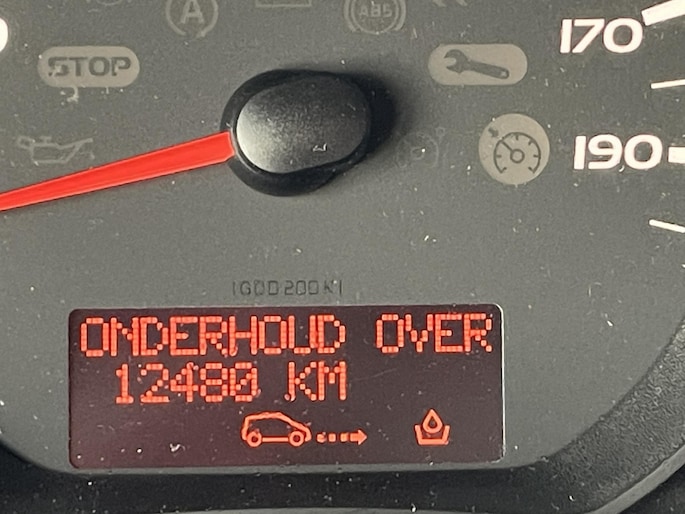 A
ABS
170
STOP
190
ONDERHOUD OVER
12480 KM